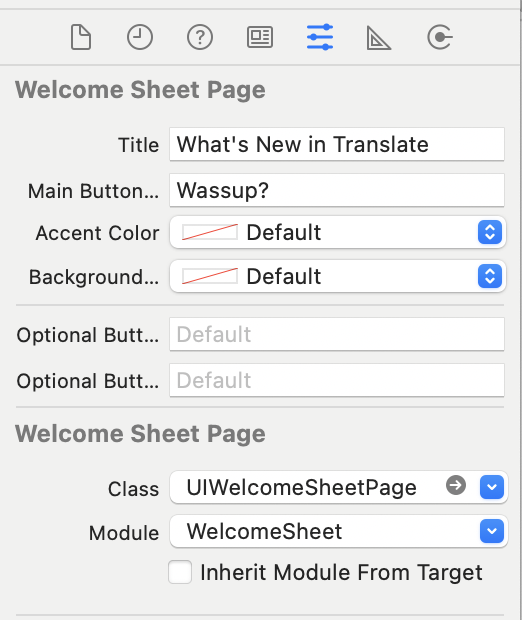 Welcome Sheet Page
Title What's New in Translate
Main Button... Wassup?
Accent Color Default
Background... Default
Optional Butt... Default
Optional Butt... Default
Welcome Sheet Page
Class UIWelcomeSheetPage
Module WelcomeSheet
Inherit Module From Target